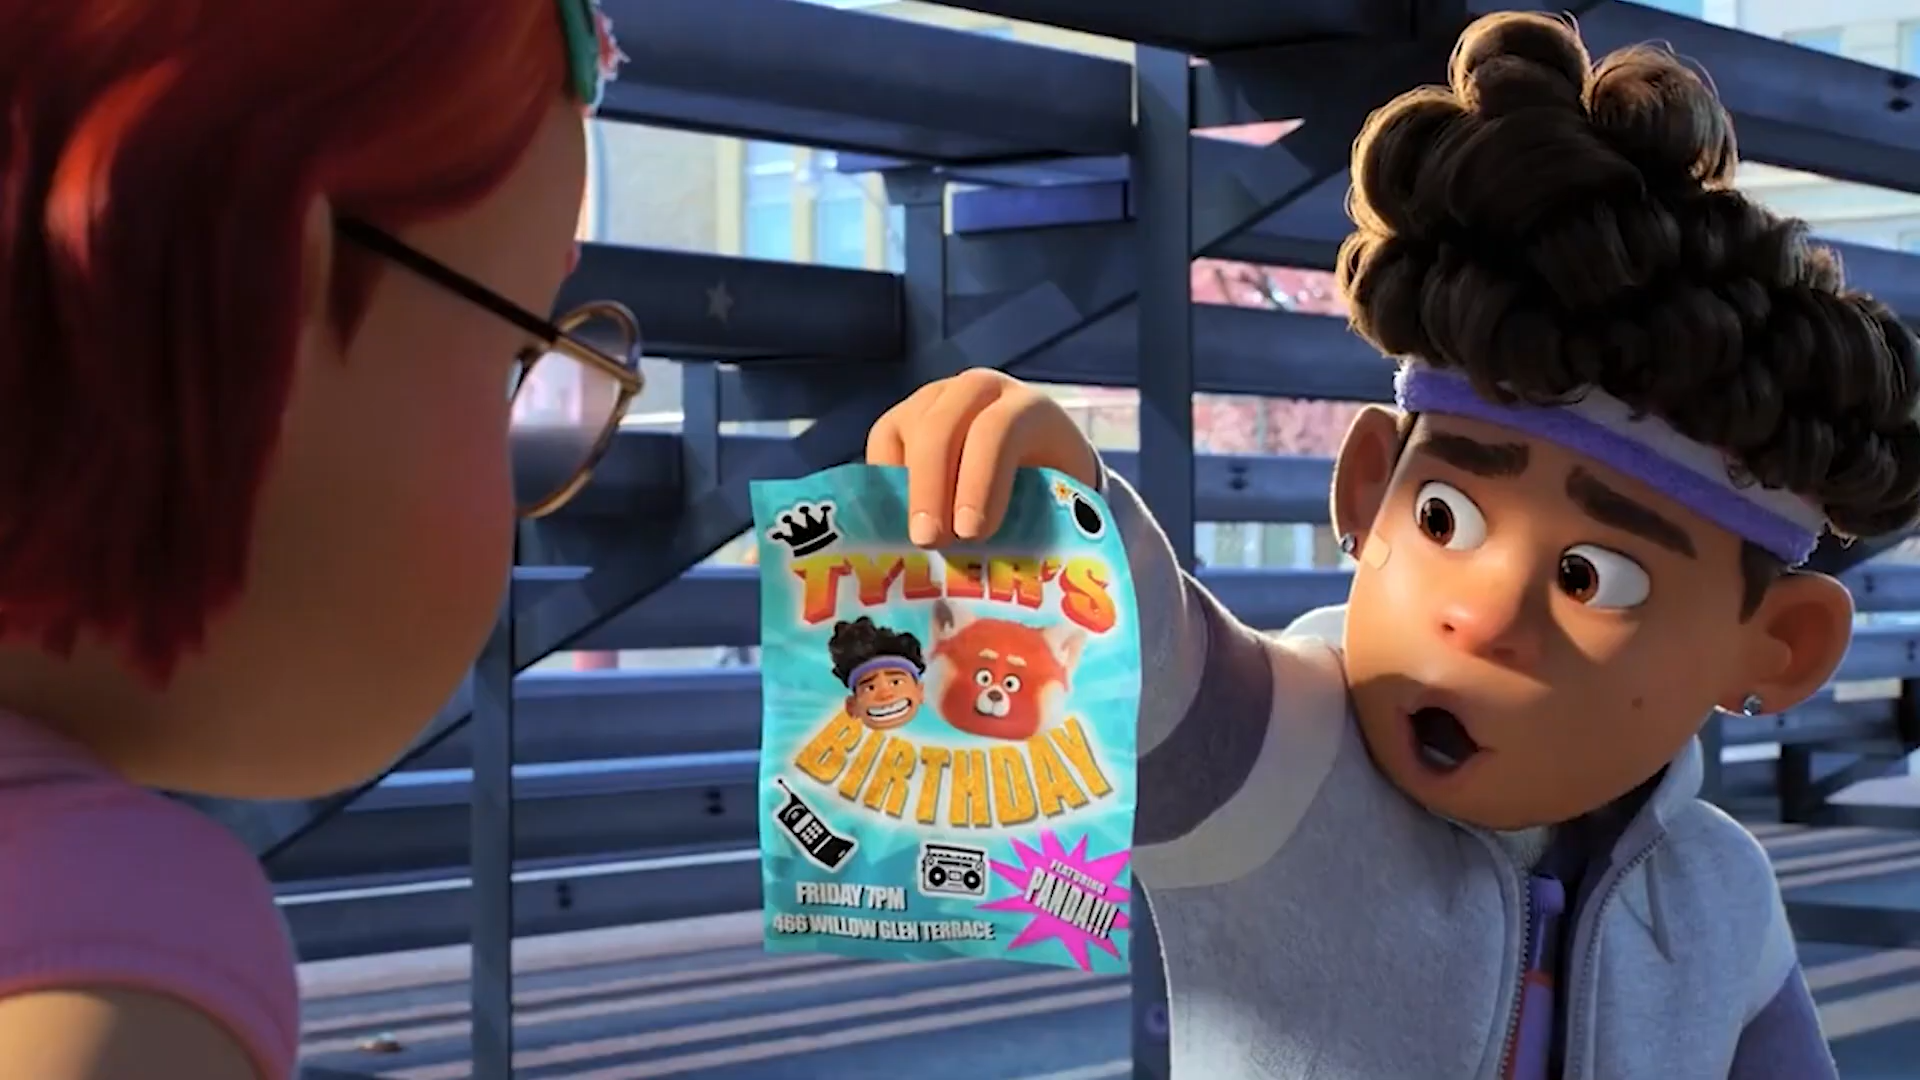 TYLER'S
BIRTHDAY
FEATURING
PANDA!!!
FRIDAY 7PM
466 WILLOW GLEN TERRACE